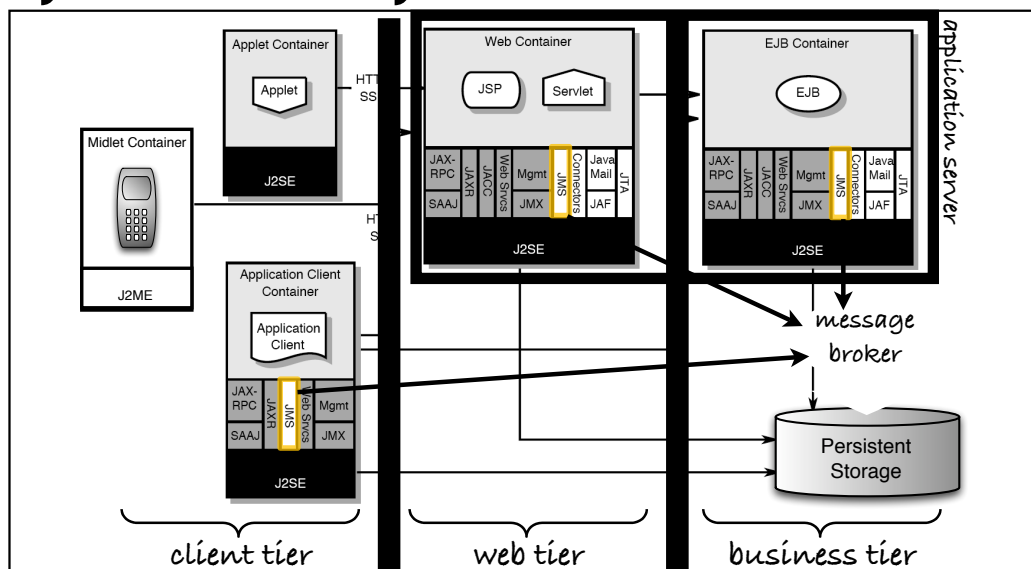 Applet Container
Applet
J2SE
Midlet Container
J2ME
Application Client
Container
Application
Client
JAX-
RPC
SAAJ
JAXR
JMS
Web Srvcs
Mgmt
JMX
J2SE
Web Container
JSP
Servlet
JAX-
RPC
SAAJ
JAXR
JACC
Web Srvcs
Mgmt
JMX
JMS
Connectors
Java
Mail
JAF
JTA
J2SE
EJB Container
EJB
JAX-
RPC
SAAJ
JAXR
JACC
Web Srvcs
Mgmt
JMX
JMS
Connectors
Java
Mail
JAF
JTA
J2SE
application server
message
broker
Persistent
Storage
client tier
web tier
business tier